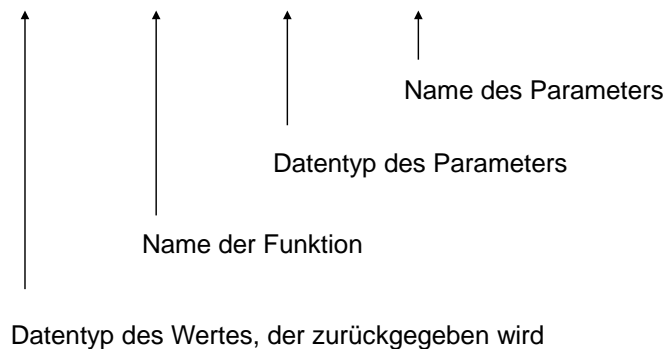 Name des Parameters
Datentyp des Parameters
Name der Funktion
Datentyp des Wertes, der zurückgegeben wird